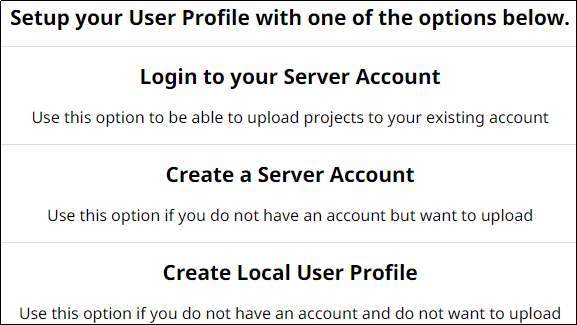 Setup your User Profile with one of the options below.
Login to your Server Account
Use this option to be able to upload projects to your existing account
Create a Server Account
Use this option if you do not have an account but want to upload
Create Local User Profile
Use this option if you do not have an account and do not want to upload